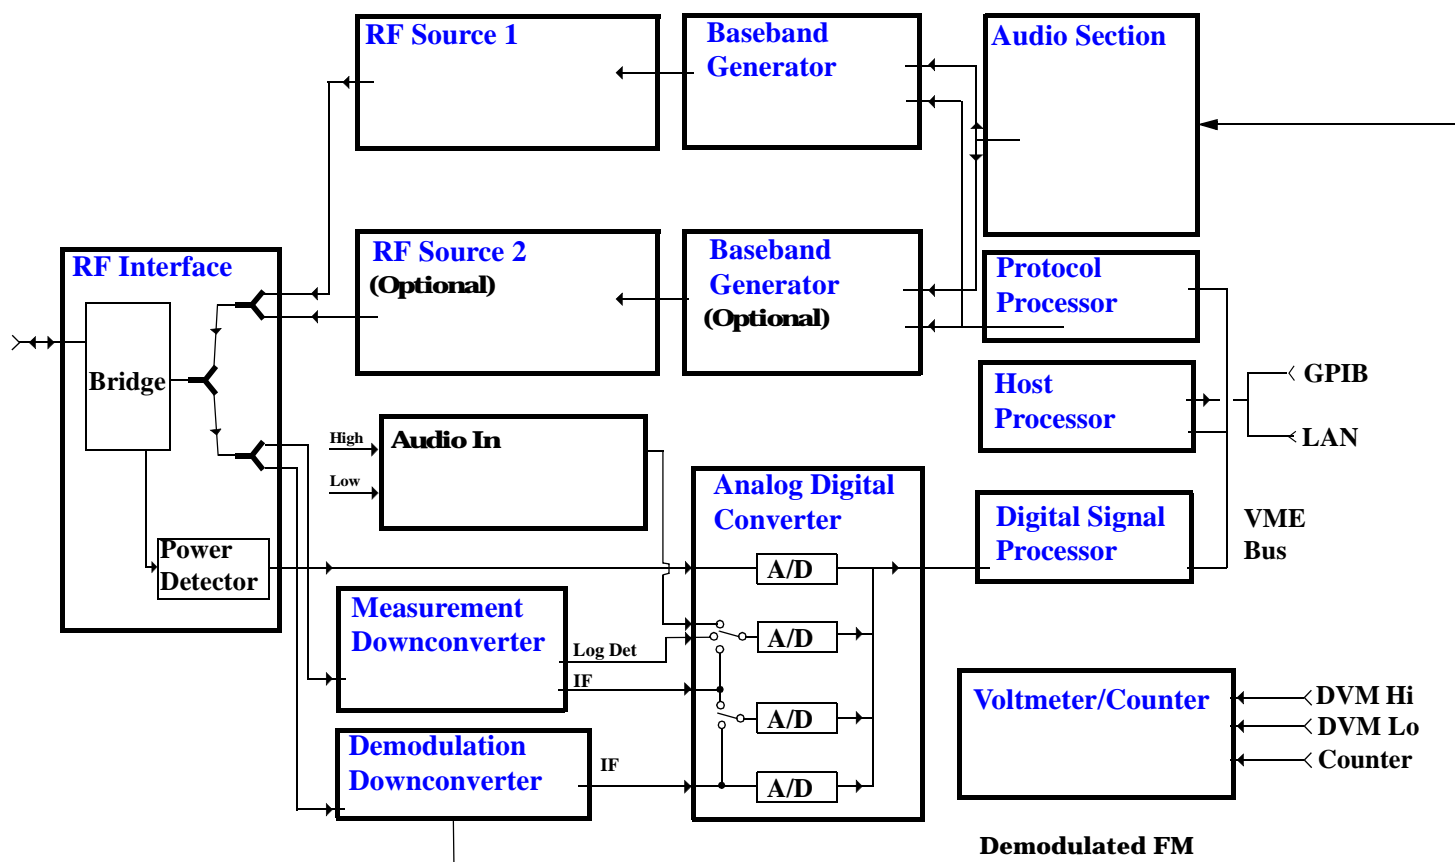 RF Source 1
Baseband
Generator
Audio Section
RF Interface
RF Source 2
(Optional)
Baseband
Generator
(Optional)
Protocol
Processor
Bridge
Host
Processor
GPIB
LAN
High
Low
Audio In
Analog Digital
Converter
Digital Signal
Processor
VME
Bus
Power
Detector
A/D
Measurement
Downconverter
Log Det
IF
A/D
A/D
Voltmeter/Counter
DVM Hi
DVM Lo
Counter
Demodulation
Downconverter
IF
A/D
Demodulated FM